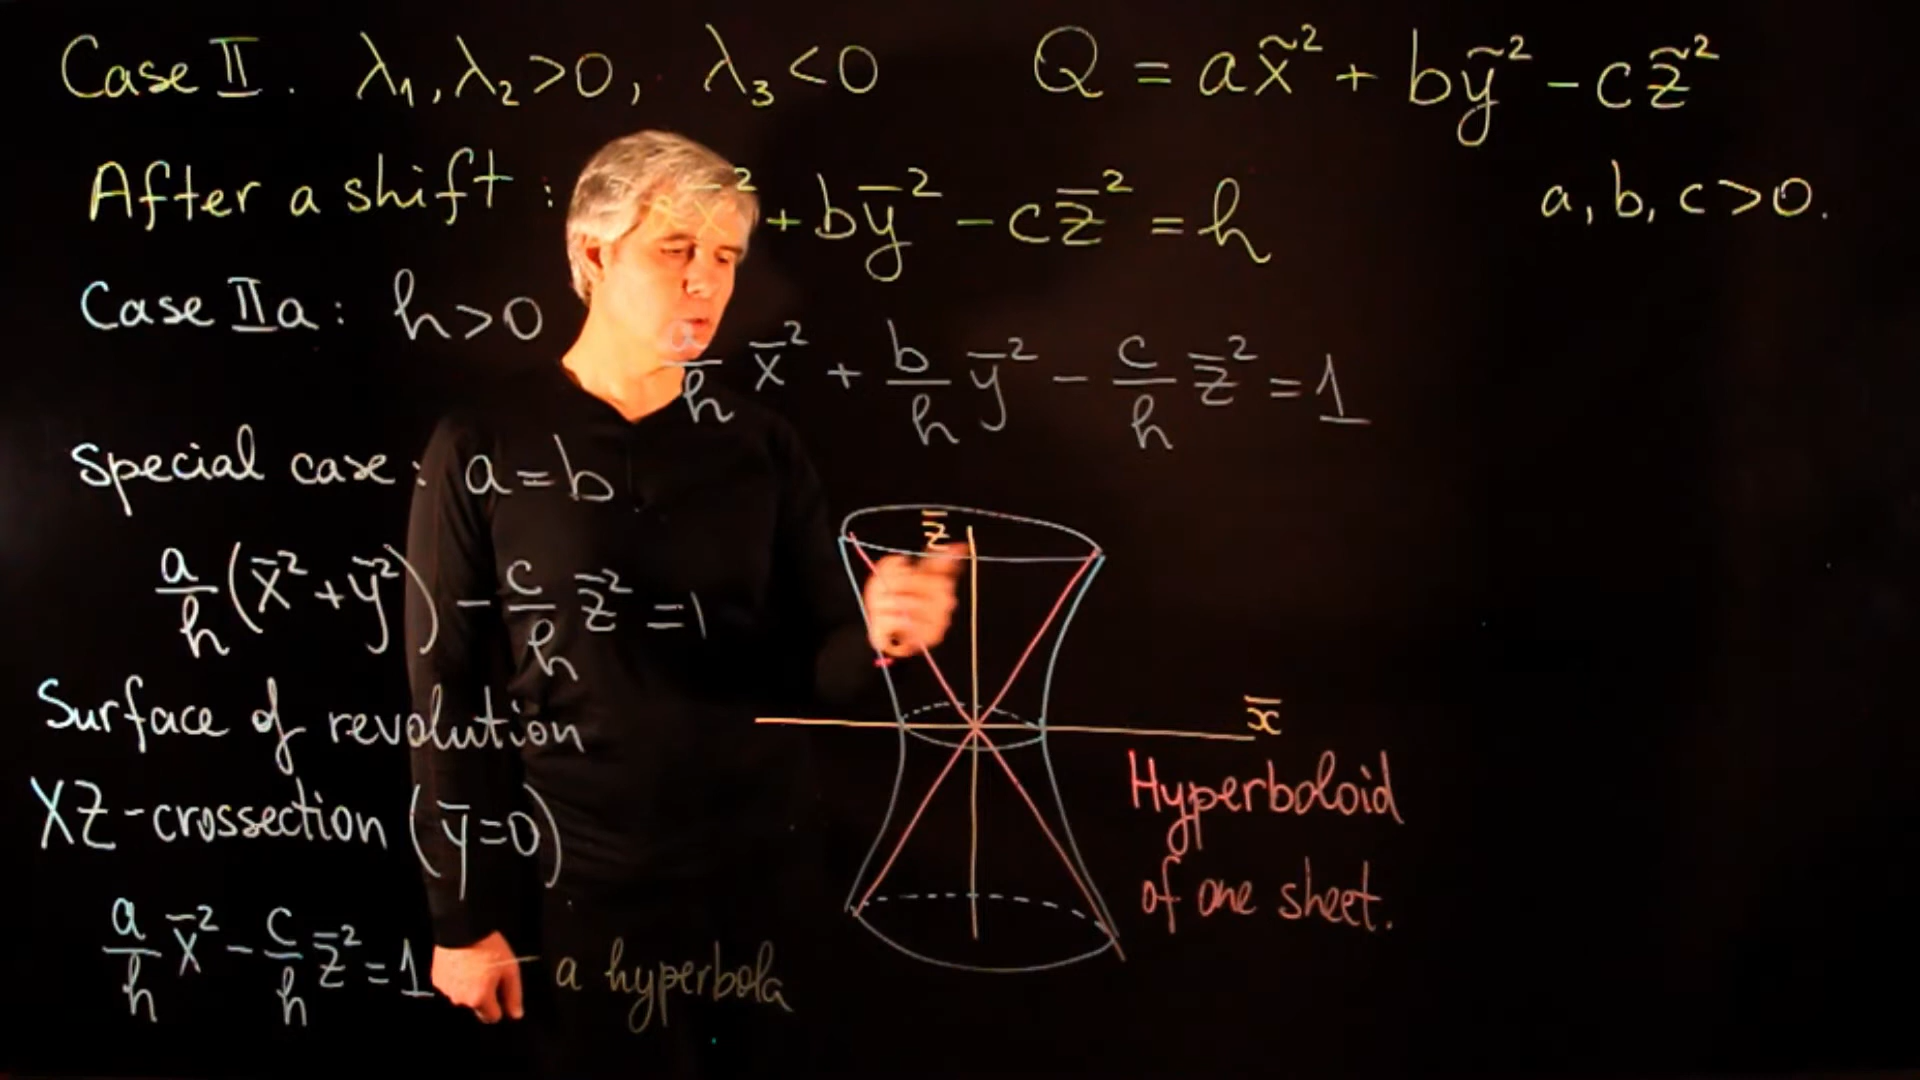 Case II. λ₁, λ₂ > 0, λ₃ < 0 Q = ax̃² + bỹ² - cz̃²
a, b, c > 0.
After a shift: ax̄² + bȳ² - cz̄² = h
Case IIa: h > 0
a/h x̄² + b/h ȳ² - c/h z̄² = 1
Special case: a = b
a/h (x̄² + ȳ²) - c/h z̄² = 1
Surface of revolution
XZ-crossection (ȳ = 0)
a/h x̄² - c/h z̄² = 1 — a hyperbola
z̄
x̄
Hyperboloid
of one sheet.